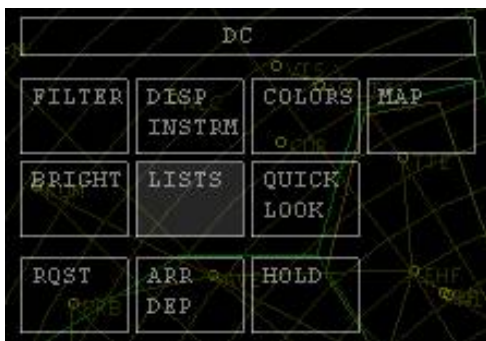 DC
FILTER DISP INSTRM COLORS MAP
BRIGHT LISTS QUICK LOOK
RQST ARR DEP HOLD